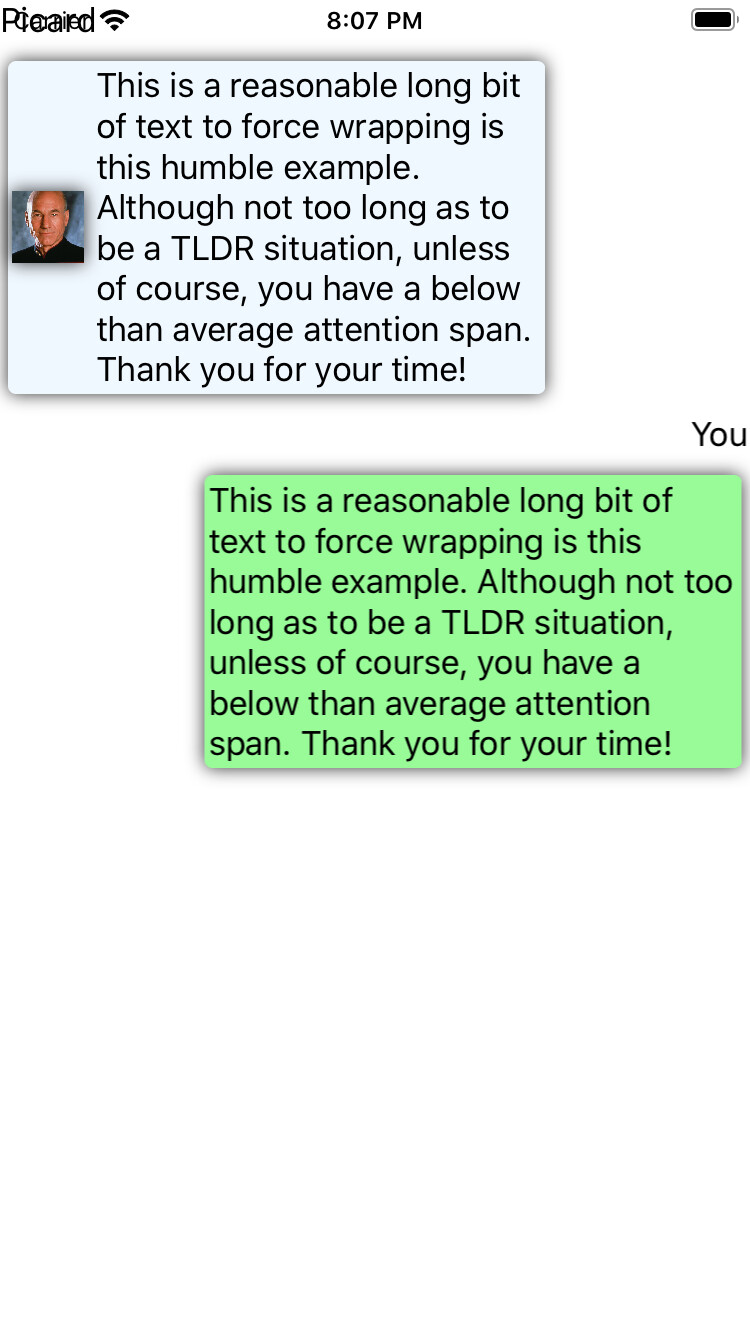 Picard
8:07 PM
This is a reasonable long bit
of text to force wrapping is
this humble example.
Although not too long as to
be a TLDR situation, unless
of course, you have a below
than average attention span.
Thank you for your time!
You
This is a reasonable long bit of
text to force wrapping is this
humble example. Although not too
long as to be a TLDR situation,
unless of course, you have a
below than average attention
span. Thank you for your time!